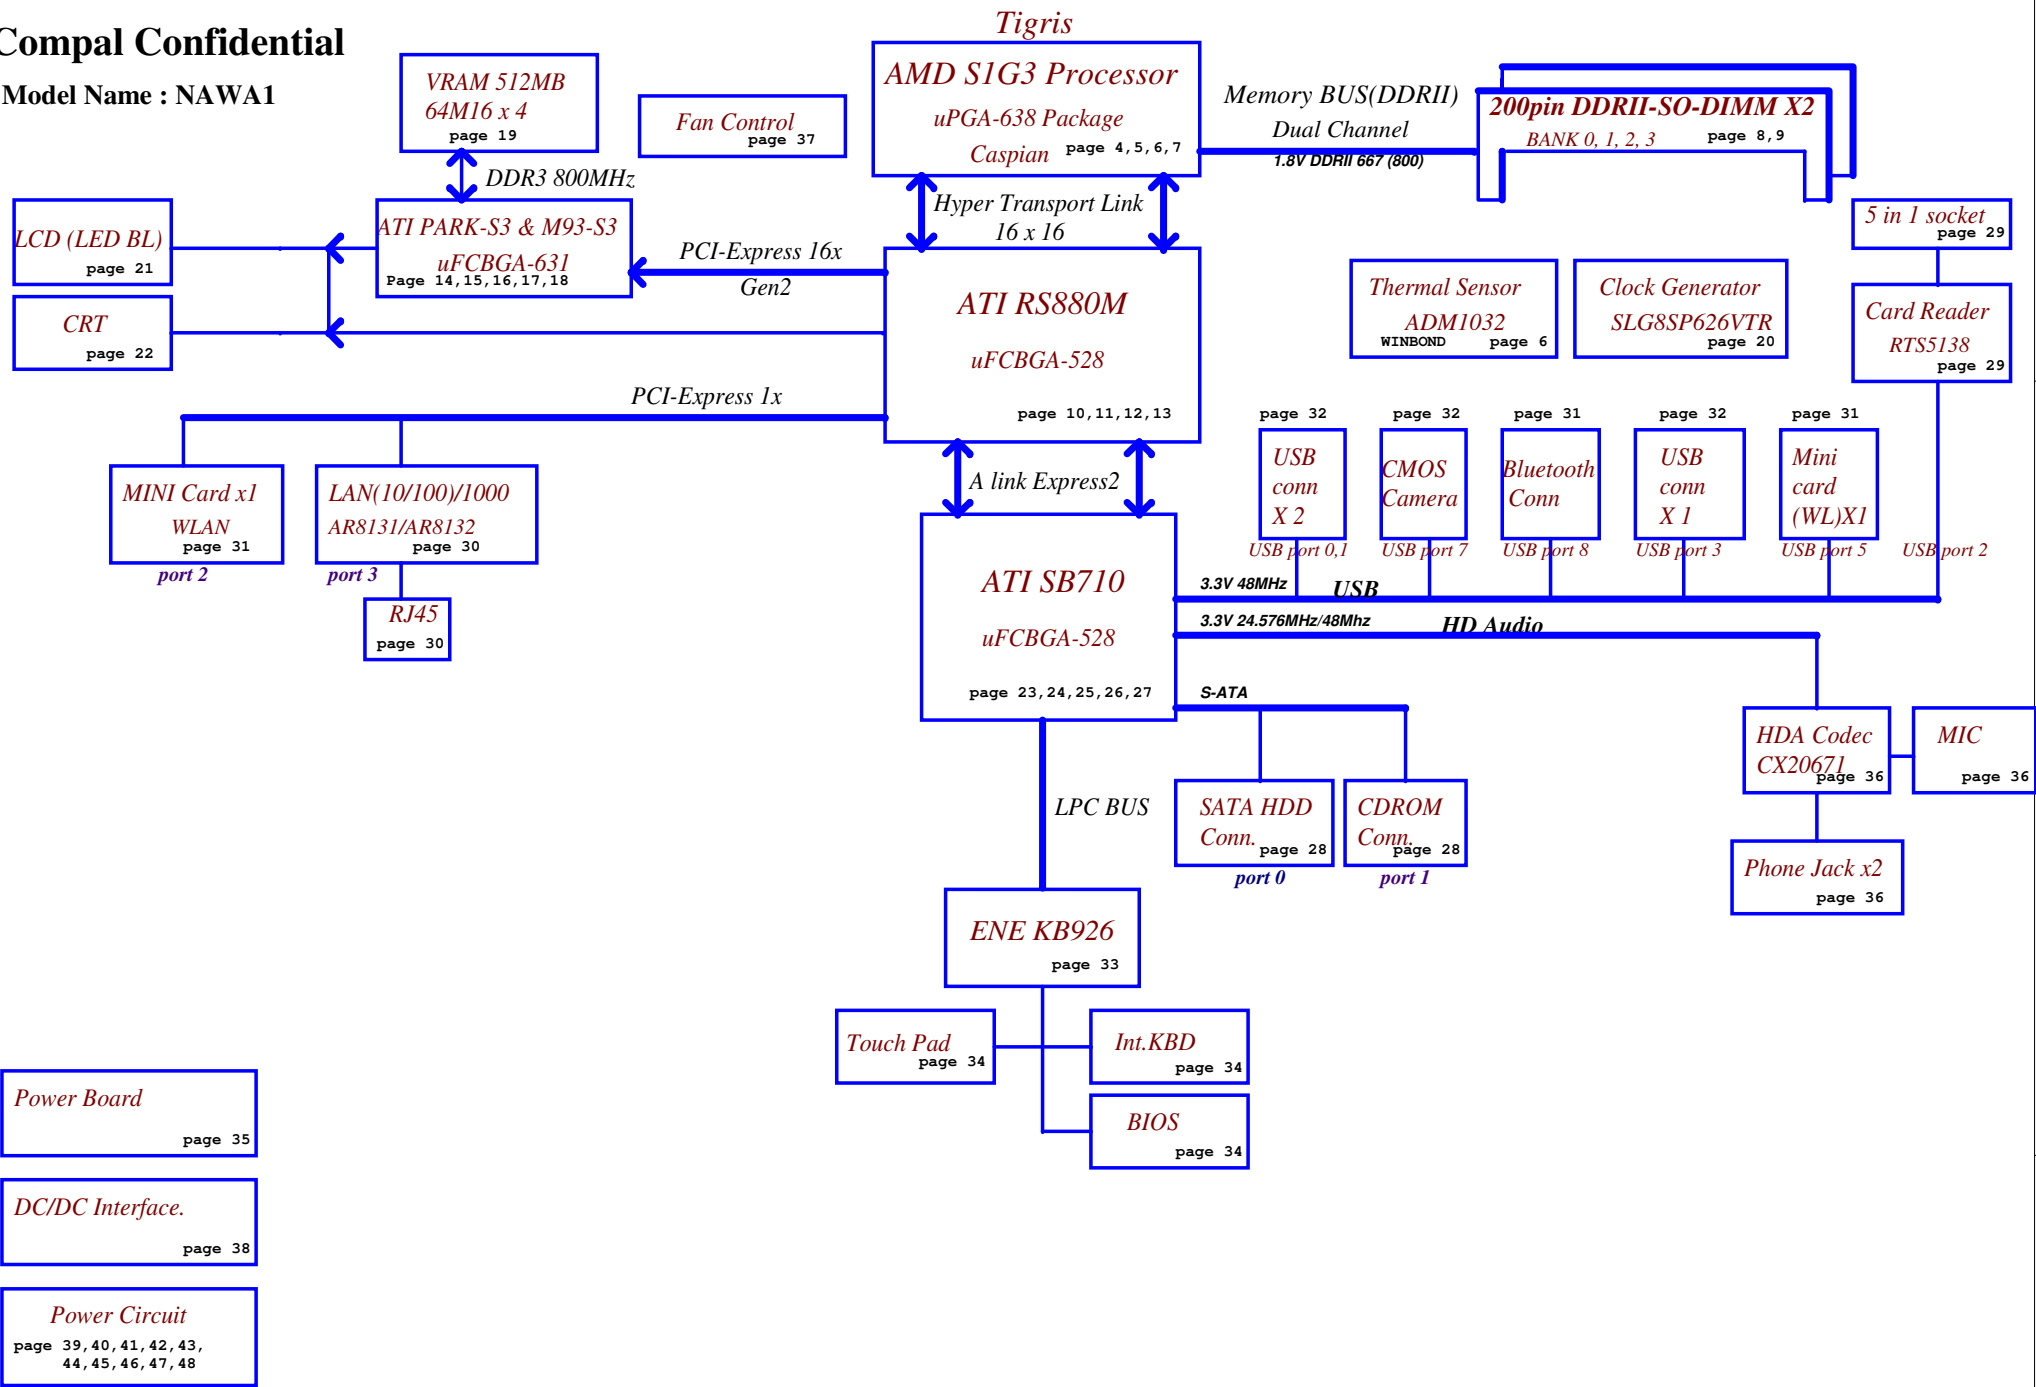 Compal Confidential
Model Name : NAWA1
VRAM 512MB
64M16 x 4
page 19
Fan Control
page 37
Tigris
AMD S1G3 Processor
uPGA-638 Package
Caspian
page 4,5,6,7
Memory BUS(DDRII)
Dual Channel
1.8V DDRII 667 (800)
200pin DDRII-SO-DIMM X2
BANK 0, 1, 2, 3
page 8,9
DDR3 800MHz
Hyper Transport Link
16 x 16
LCD (LED BL)
page 21
ATI PARK-S3 & M93-S3
uFCBGA-631
Page 14,15,16,17,18
PCI-Express 16x
Gen2
CRT
page 22
ATI RS880M
uFCBGA-528
page 10,11,12,13
Thermal Sensor
ADM1032
WINBOND
page 6
Clock Generator
SLG8SP626VTR
page 20
5 in 1 socket
page 29
Card Reader
RTS5138
page 29
PCI-Express 1x
MINI Card x1
WLAN
page 31
port 2
LAN(10/100)/1000
AR8131/AR8132
page 30
port 3
RJ45
page 30
A link Express2
page 32
USB
conn
X 2
USB port 0,1
page 32
CMOS
Camera
USB port 7
page 31
Bluetooth
Conn
USB port 8
page 32
USB
conn
X 1
USB port 3
page 31
Mini
card
(WL)X1
USB port 5
USB port 2
ATI SB710
uFCBGA-528
page 23,24,25,26,27
3.3V 48MHz
USB
3.3V 24.576MHz/48Mhz
HD Audio
S-ATA
LPC BUS
SATA HDD
Conn.
page 28
port 0
CDROM
Conn.
page 28
port 1
HDA Codec
CX20671
page 36
MIC
page 36
Phone Jack x2
page 36
ENE KB926
page 33
Touch Pad
page 34
Int.KBD
page 34
BIOS
page 34
Power Board
page 35
DC/DC Interface.
page 38
Power Circuit
page 39,40,41,42,43,
44,45,46,47,48